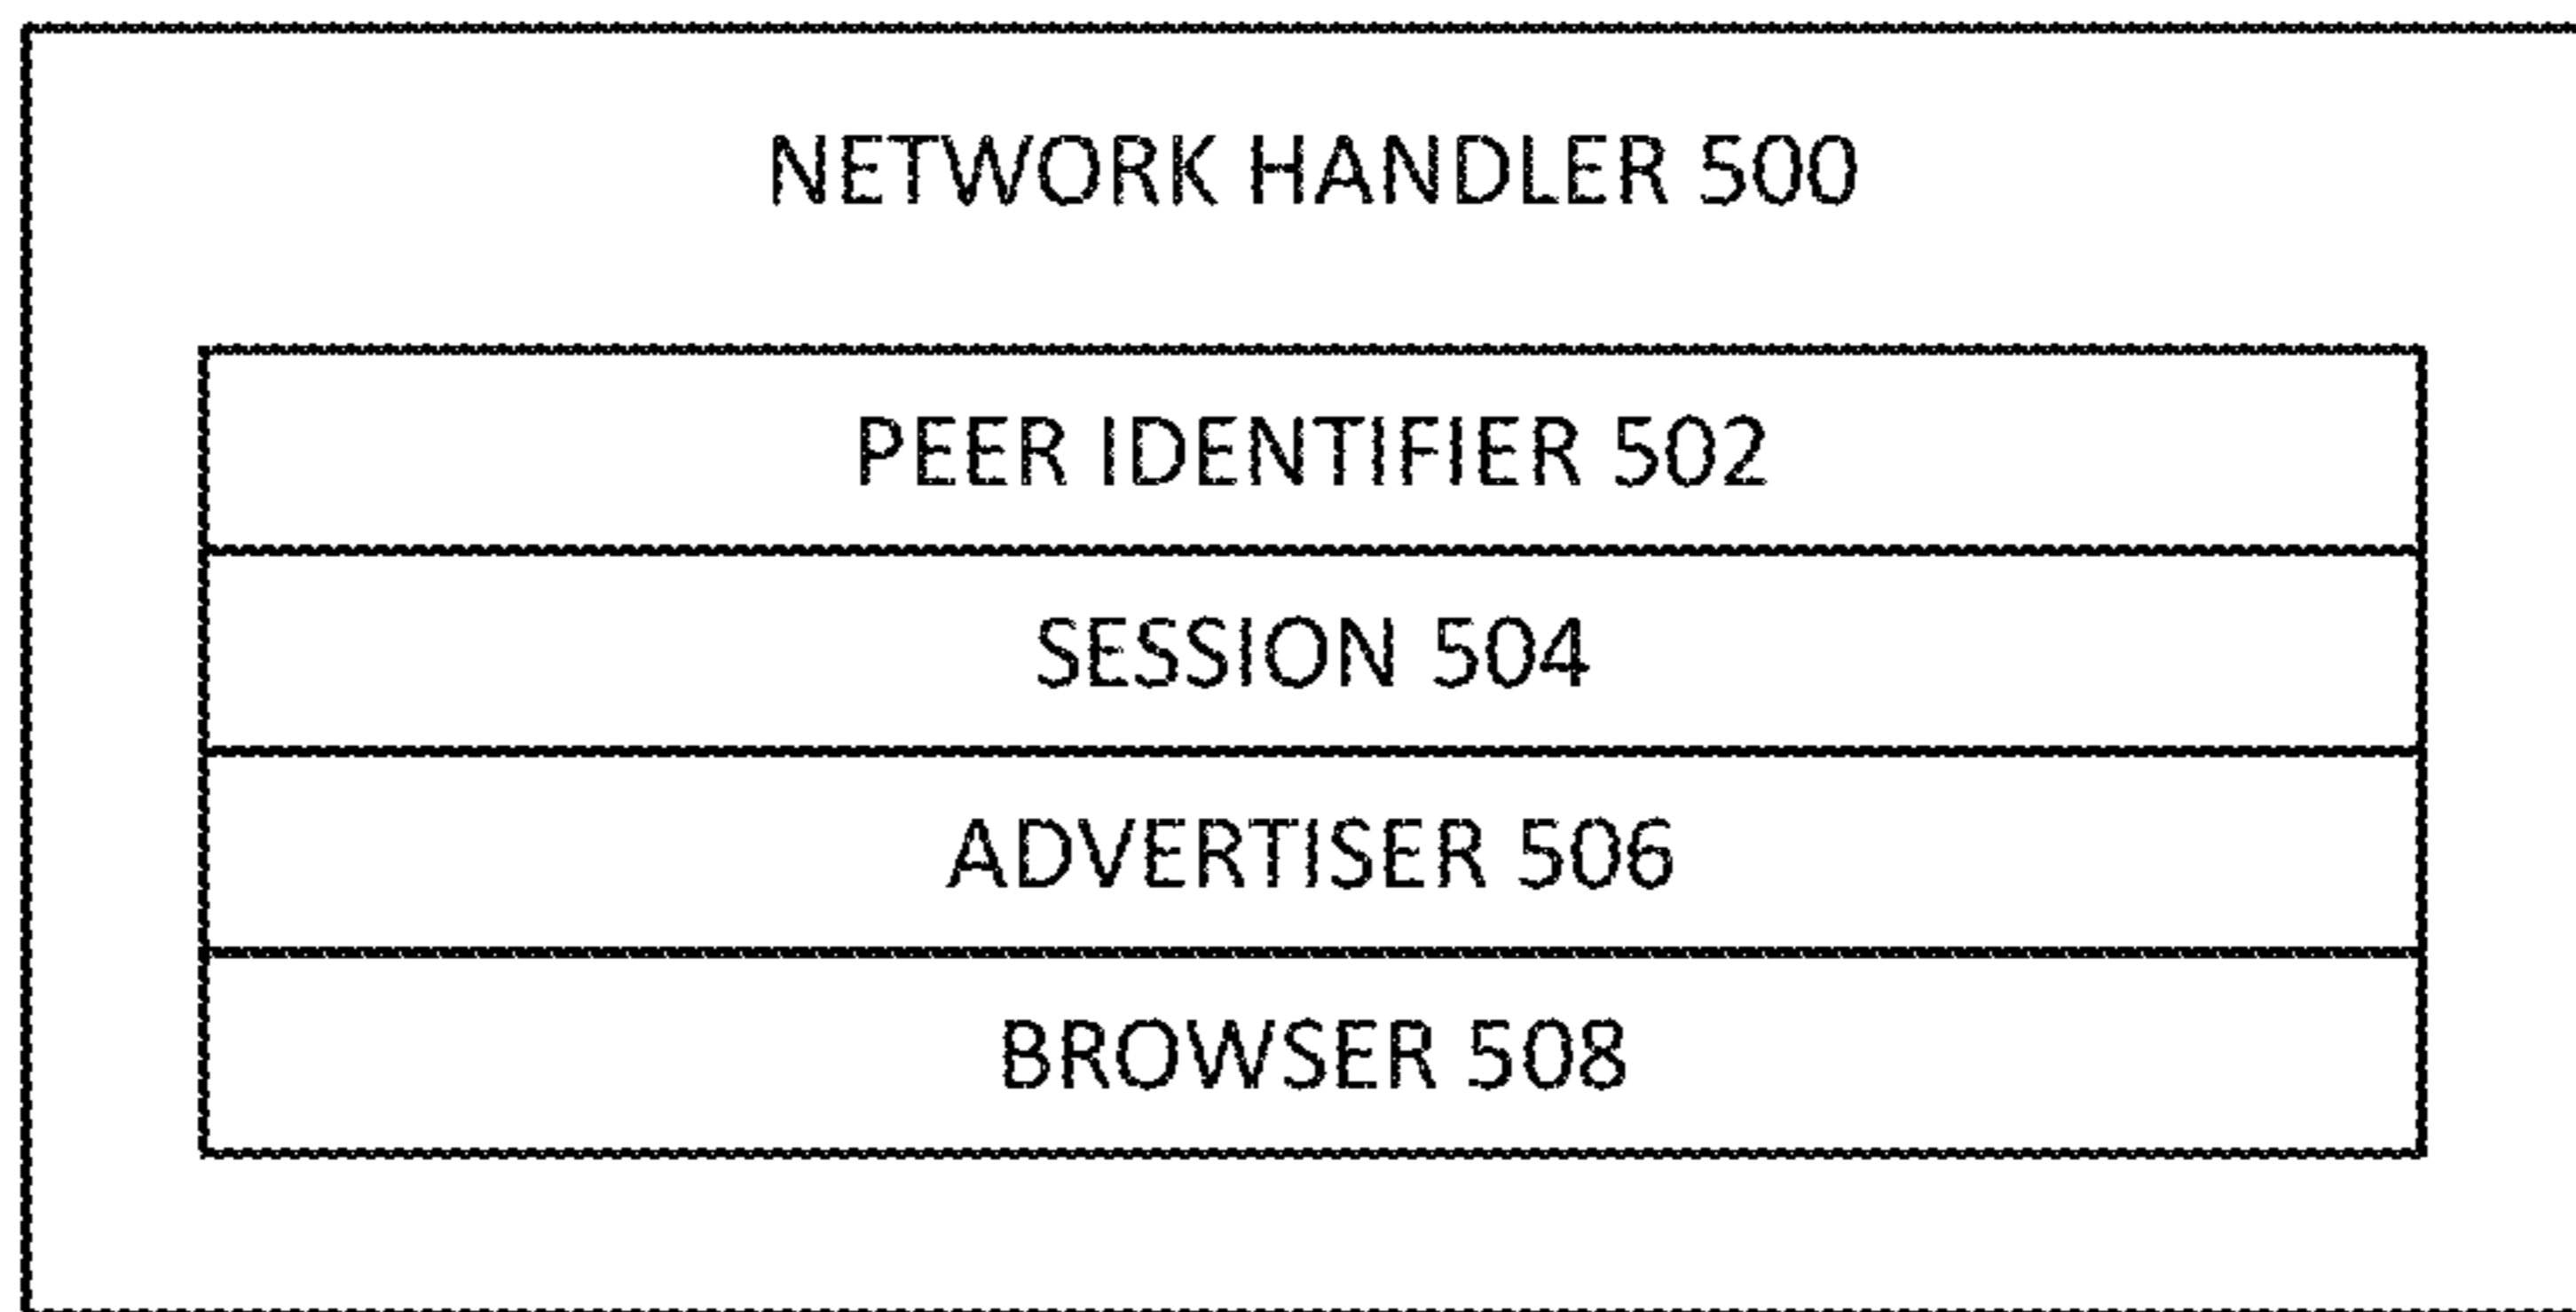 NETWORK HANDLER 500
PEER IDENTIFIER 502
SESSION 504
ADVERTISER 506
BROWSER 508